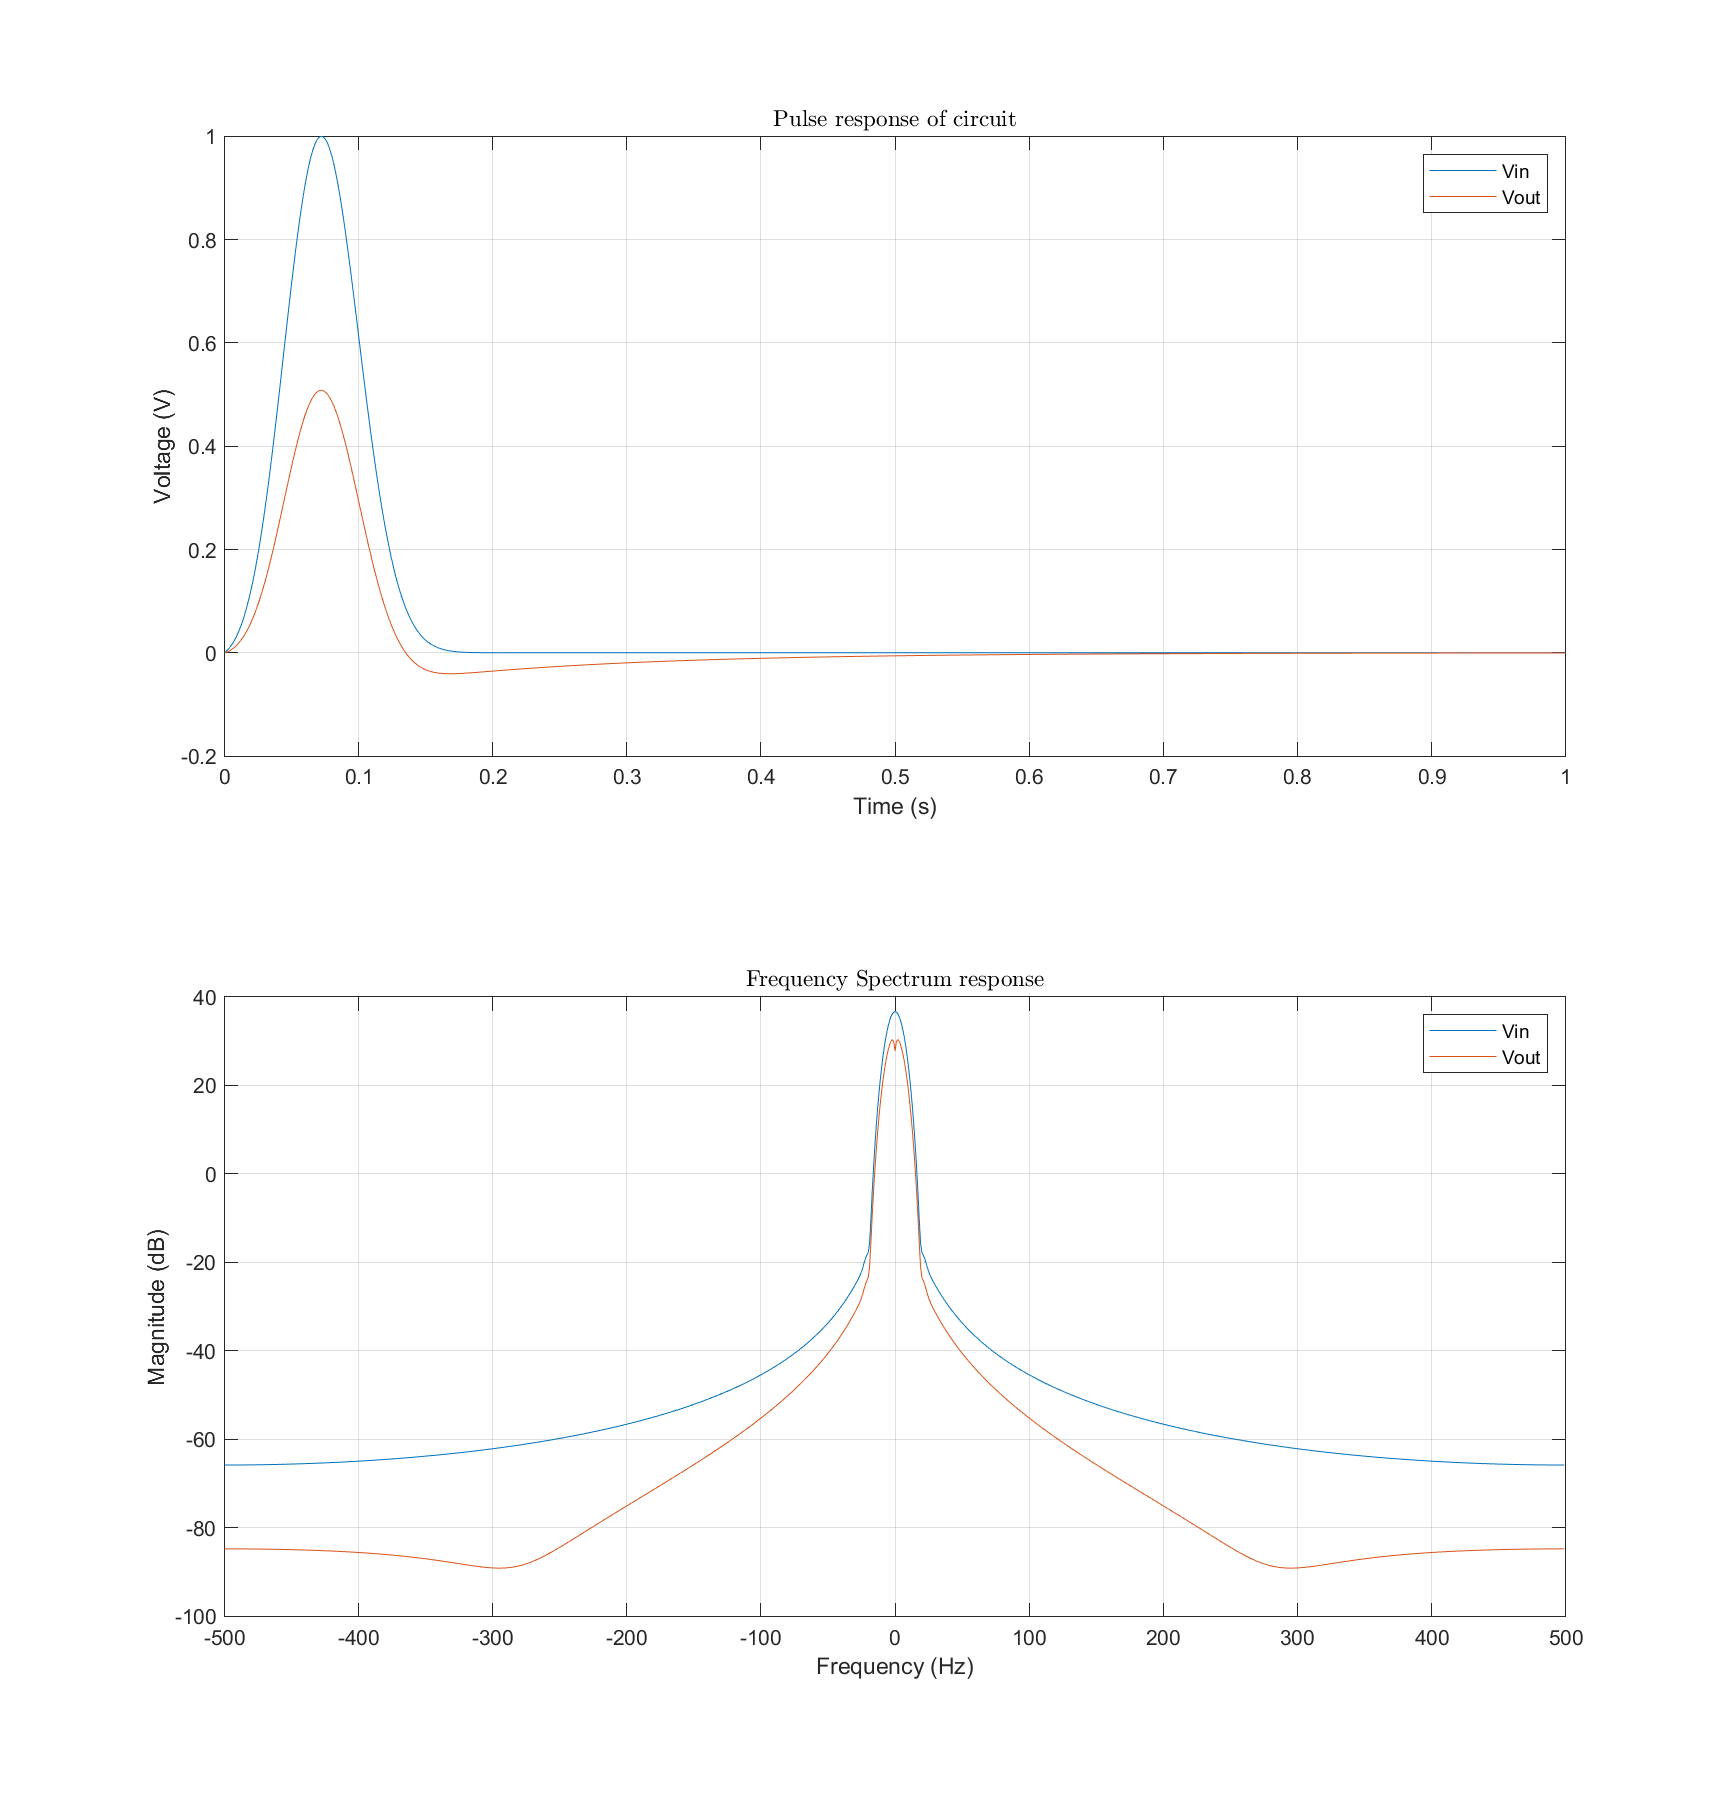 Pulse response of circuit
1
0.8
0.6
0.4
0.2
0
-0.2
Voltage (V)
Vin
Vout
0 0.1 0.2 0.3 0.4 0.5 0.6 0.7 0.8 0.9 1
Time (s)
Frequency Spectrum response
40
20
0
-20
-40
-60
-80
-100
Magnitude (dB)
Vin
Vout
-500 -400 -300 -200 -100 0 100 200 300 400 500
Frequency (Hz)